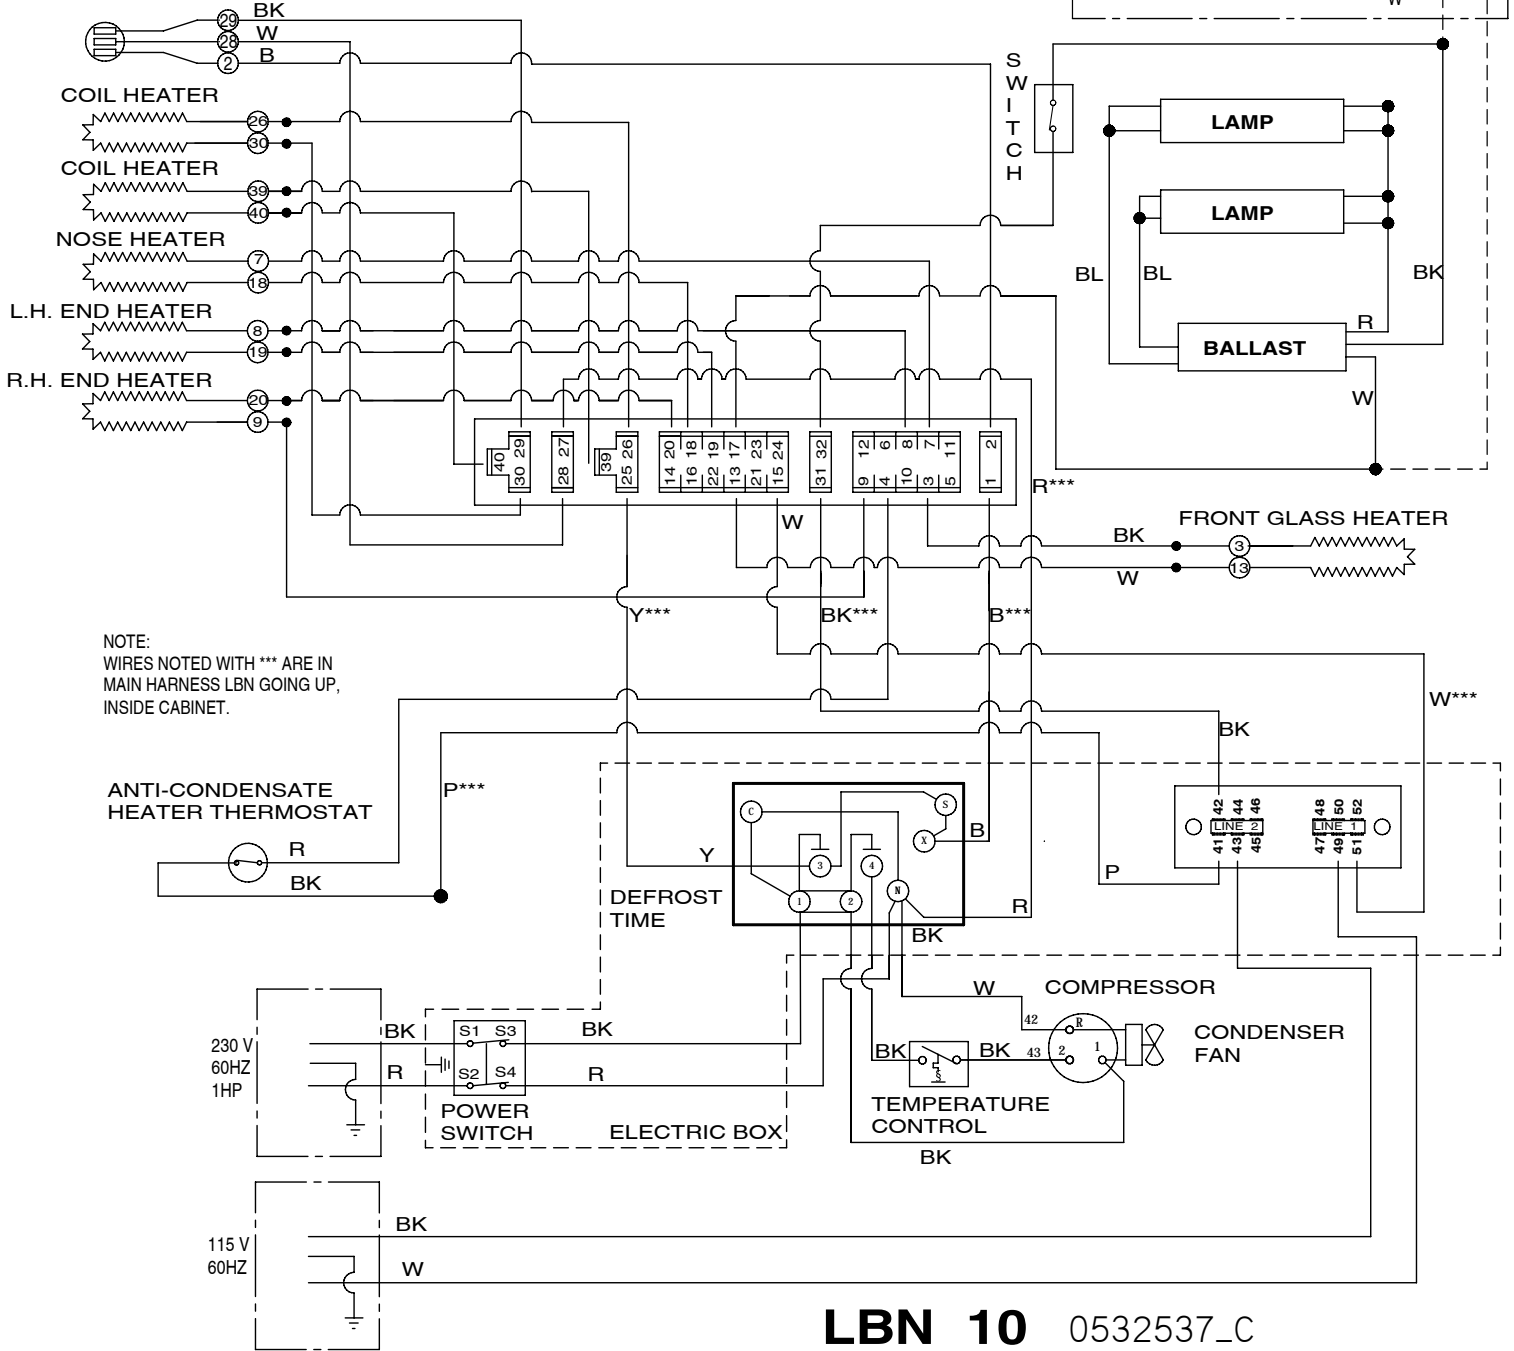 W
29 BK
28 W
2 B
COIL HEATER
26
30
COIL HEATER
39
40
NOSE HEATER
7
18
L.H. END HEATER
8
19
R.H. END HEATER
20
9
SWITCH
LAMP
LAMP
BL BL BK
R
BALLAST
W
40 30 29
28 27
39 25 26
14 20
16 18
22 19
13 17
21 23
15 24
31 32
9 12
4 6
10 8
3 7
5 11
1 2
R***
W
FRONT GLASS HEATER
BK 3
W 13
Y*** BK*** B***
NOTE:
WIRES NOTED WITH *** ARE IN
MAIN HARNESS LBN GOING UP,
INSIDE CABINET.
W***
BK
ANTI-CONDENSATE
HEATER THERMOSTAT
P***
R
BK
C S
X B
Y 3 4
N
1 2
R
BK
DEFROST
TIME
P
42 44 46 48 50 52
LINE 2 LINE 1
41 43 45 47 49 51
W
COMPRESSOR
42 R
BK BK 43 2 1
CONDENSER
FAN
TEMPERATURE
CONTROL
BK
230 V
60HZ
1HP
BK S1 S3 BK
R S2 S4 R
POWER
SWITCH
ELECTRIC BOX
115 V
60HZ
BK
W
LBN 10 0532537_C